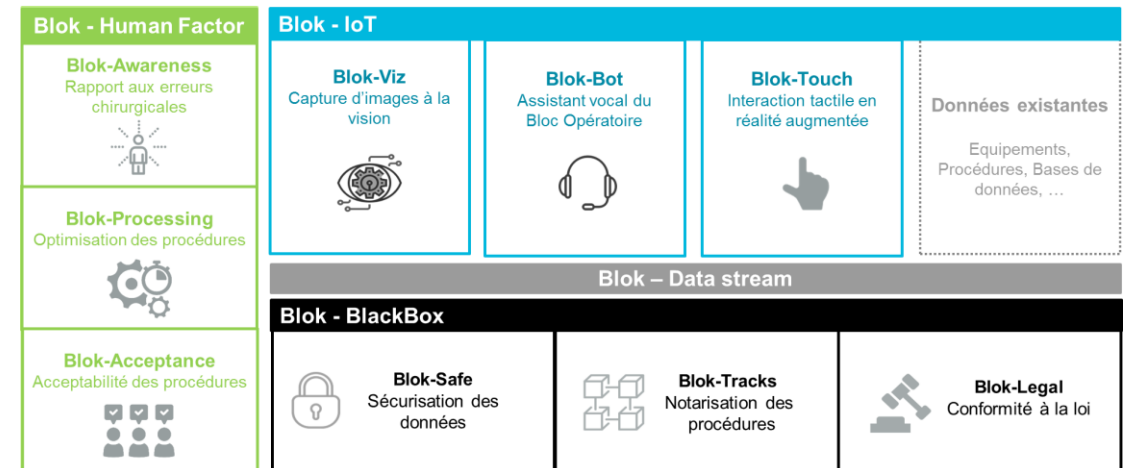 Blok - Human Factor
Blok-Awareness
Rapport aux erreurs
chirurgicales
Blok-Processing
Optimisation des procédures
Blok-Acceptance
Acceptabilité des procédures
Blok - IoT
Blok-Viz
Capture d'images à la
vision
Blok-Bot
Assistant vocal du
Bloc Opératoire
Blok-Touch
Interaction tactile en
réalité augmentée
Données existantes
Equipements,
Procédures, Bases de
données, …
Blok – Data stream
Blok - BlackBox
Blok-Safe
Sécurisation des
données
Blok-Tracks
Notarisation des
procédures
Blok-Legal
Conformité à la loi